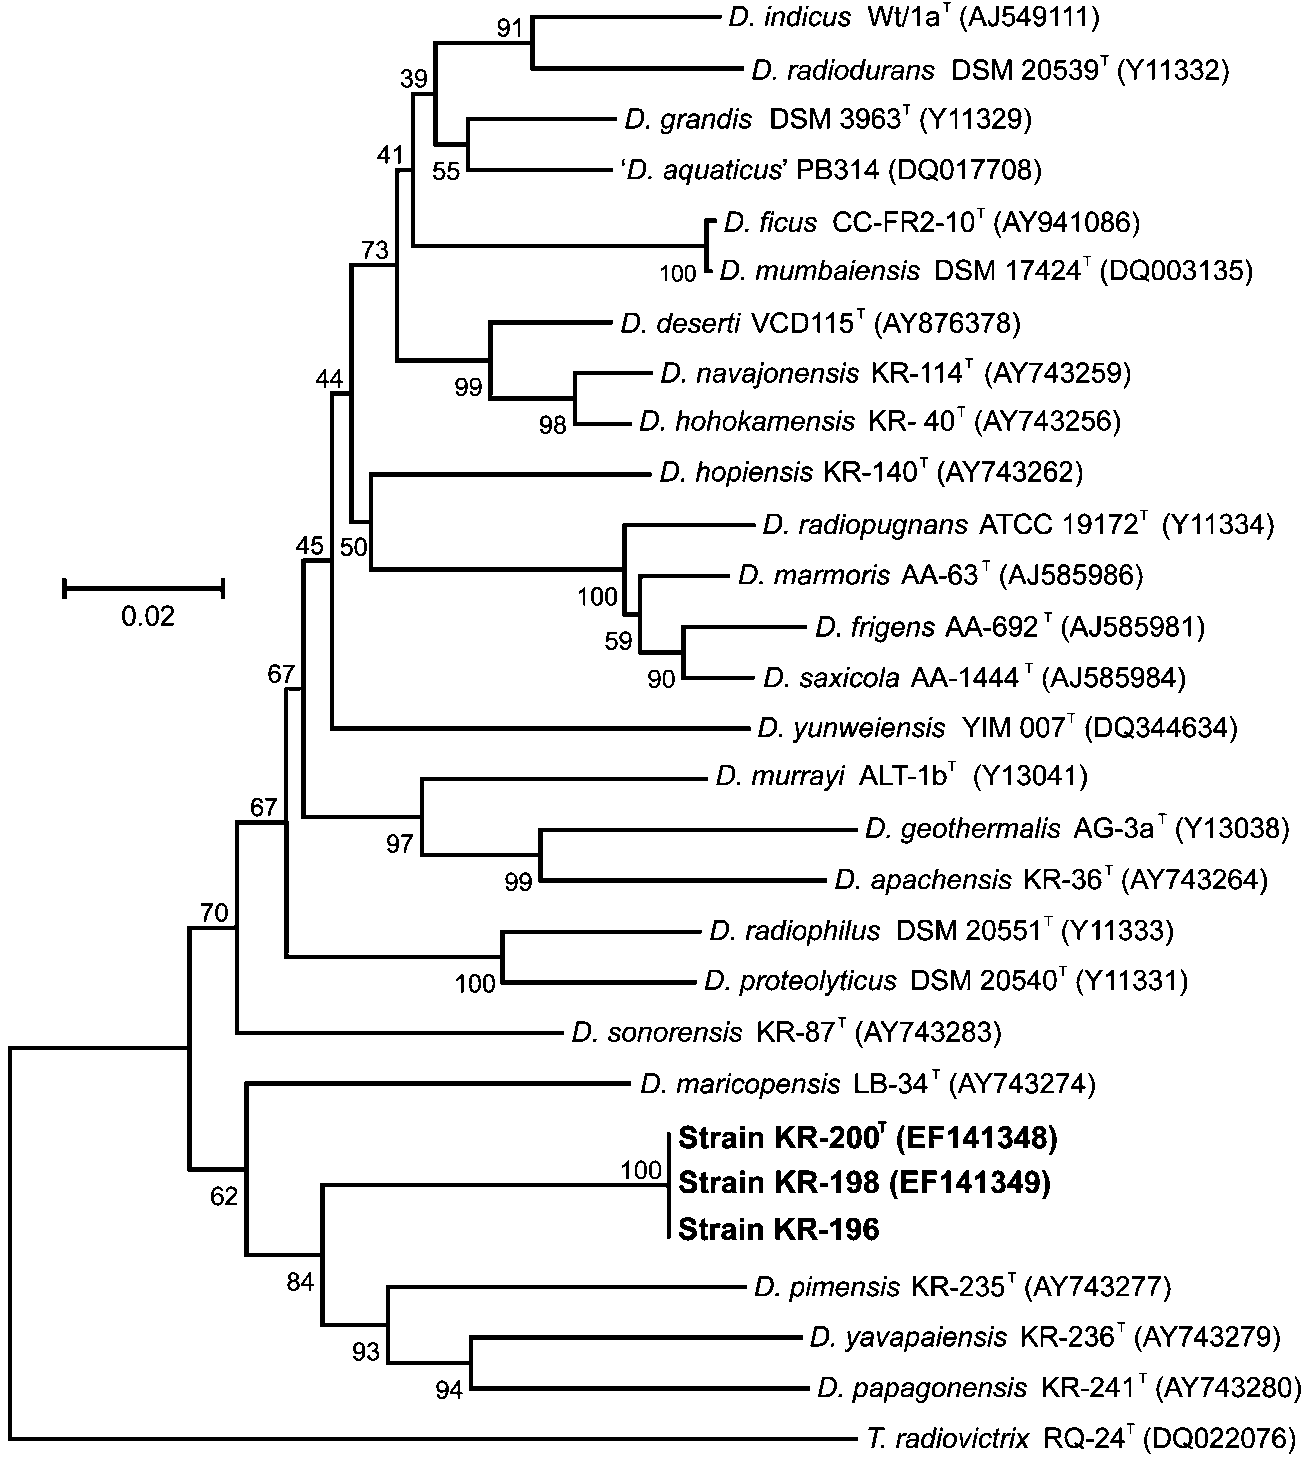 91 D. indicus Wt/1aᵀ (AJ549111)
D. radiodurans DSM 20539ᵀ (Y11332)
39
D. grandis DSM 3963ᵀ (Y11329)
41
55 ‘D. aquaticus’ PB314 (DQ017708)
D. ficus CC-FR2-10ᵀ (AY941086)
73
100 D. mumbaiensis DSM 17424ᵀ (DQ003135)
D. deserti VCD115ᵀ (AY876378)
44
99 D. navajonensis KR-114ᵀ (AY743259)
98 D. hohokamensis KR- 40ᵀ (AY743256)
D. hopiensis KR-140ᵀ (AY743262)
D. radiopugnans ATCC 19172ᵀ (Y11334)
45 50
D. marmoris AA-63ᵀ (AJ585986)
100
0.02
D. frigens AA-692ᵀ (AJ585981)
59
90 D. saxicola AA-1444ᵀ (AJ585984)
67
D. yunweiensis YIM 007ᵀ (DQ344634)
D. murrayi ALT-1bᵀ (Y13041)
67
D. geothermalis AG-3aᵀ (Y13038)
97
99 D. apachensis KR-36ᵀ (AY743264)
70
D. radiophilus DSM 20551ᵀ (Y11333)
100 D. proteolyticus DSM 20540ᵀ (Y11331)
D. sonorensis KR-87ᵀ (AY743283)
D. maricopensis LB-34ᵀ (AY743274)
Strain KR-200ᵀ (EF141348)
100
Strain KR-198 (EF141349)
62
Strain KR-196
84
D. pimensis KR-235ᵀ (AY743277)
D. yavapaiensis KR-236ᵀ (AY743279)
93
94 D. papagonensis KR-241ᵀ (AY743280)
T. radiovictrix RQ-24ᵀ (DQ022076)